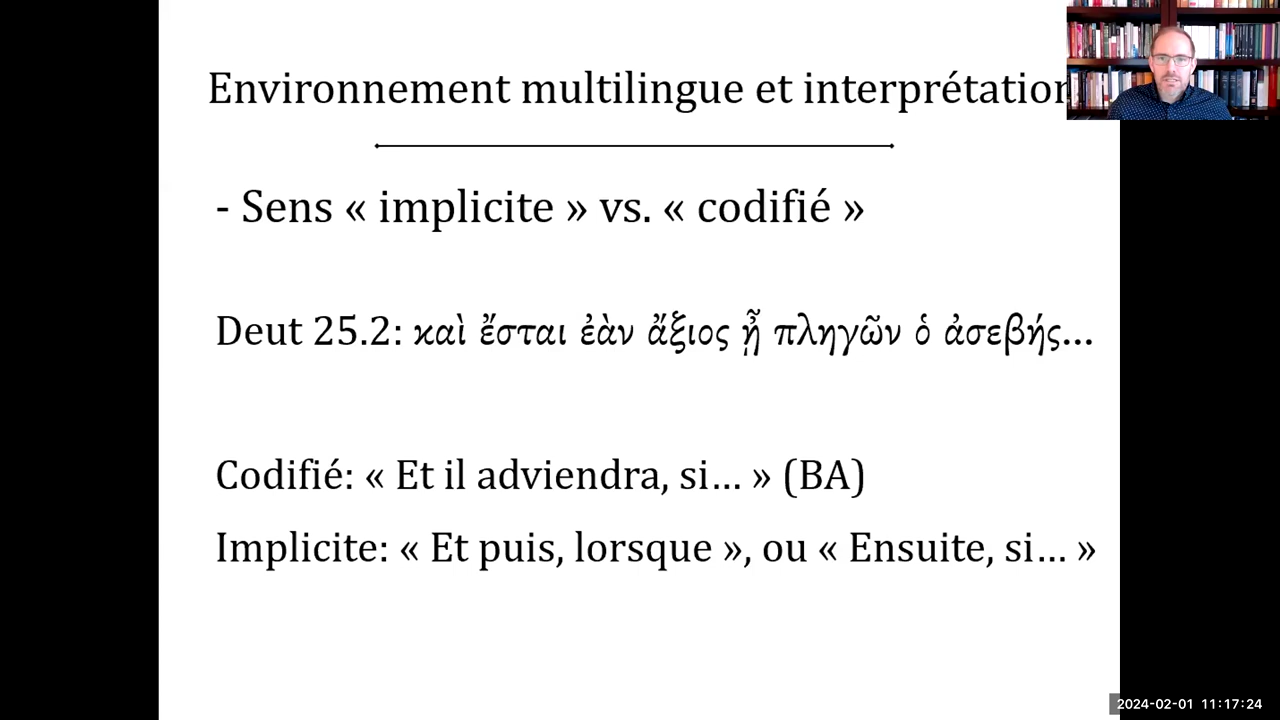 Environnement multilingue et interprétation
- Sens « implicite » vs. « codifié »
Deut 25.2: καὶ ἔσται ἐὰν ἄξιος ᾖ πληγῶν ὁ ἀσεβής...
Codifié: « Et il adviendra, si... » (BA)
Implicite: « Et puis, lorsque », ou « Ensuite, si... »
2024-02-01 11:17:24